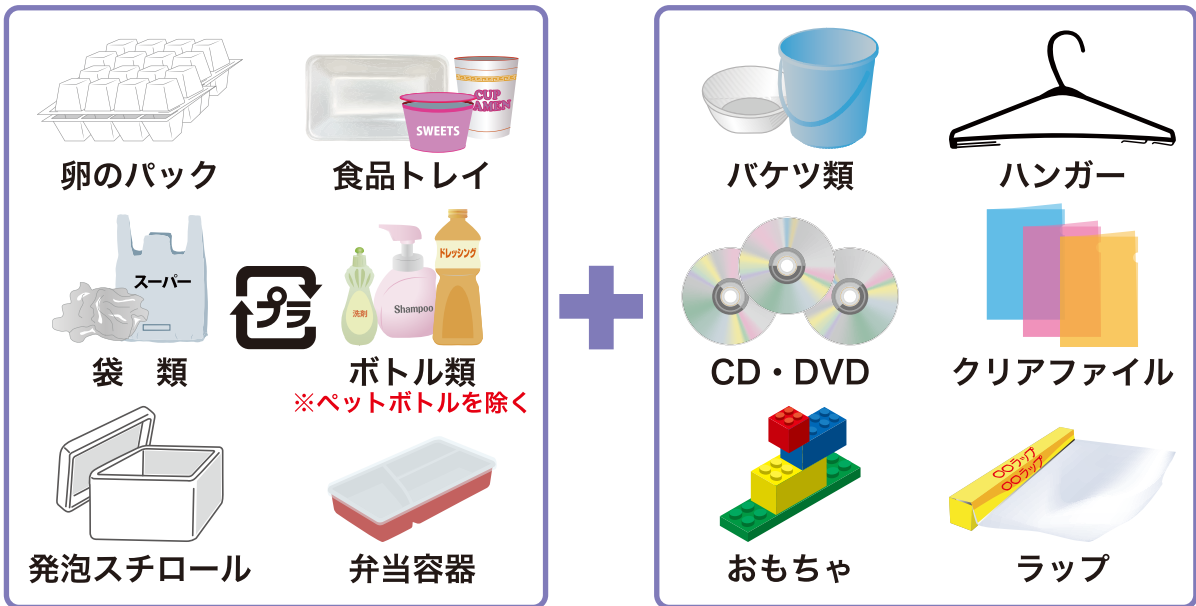 CUP
RAMEN
SWEETS
卵のパック
食品トレイ
バケツ類
ハンガー
スーパー
プラ
洗剤
Shampoo
ドレッシング
袋 類
ボトル類
※ペットボトルを除く
CD・DVD
クリアファイル
〇〇ラップ
〇〇ラップ
発泡スチロール
弁当容器
おもちゃ
ラップ